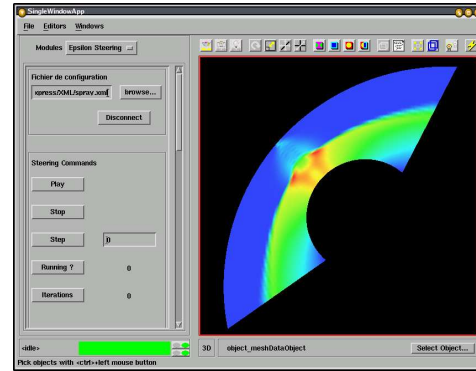 SingleWindowApp
File Editors Windows
Modules Epsilon Steering
Fichier de configuration
xpress/XML/spray.xml browse...
Disconnect
Steering Commands
Play
Stop
Step
Running ? 0
Iterations 0
<idle>
3D object_meshDataObject Select Object...
Pick objects with <ctrl>+left mouse button